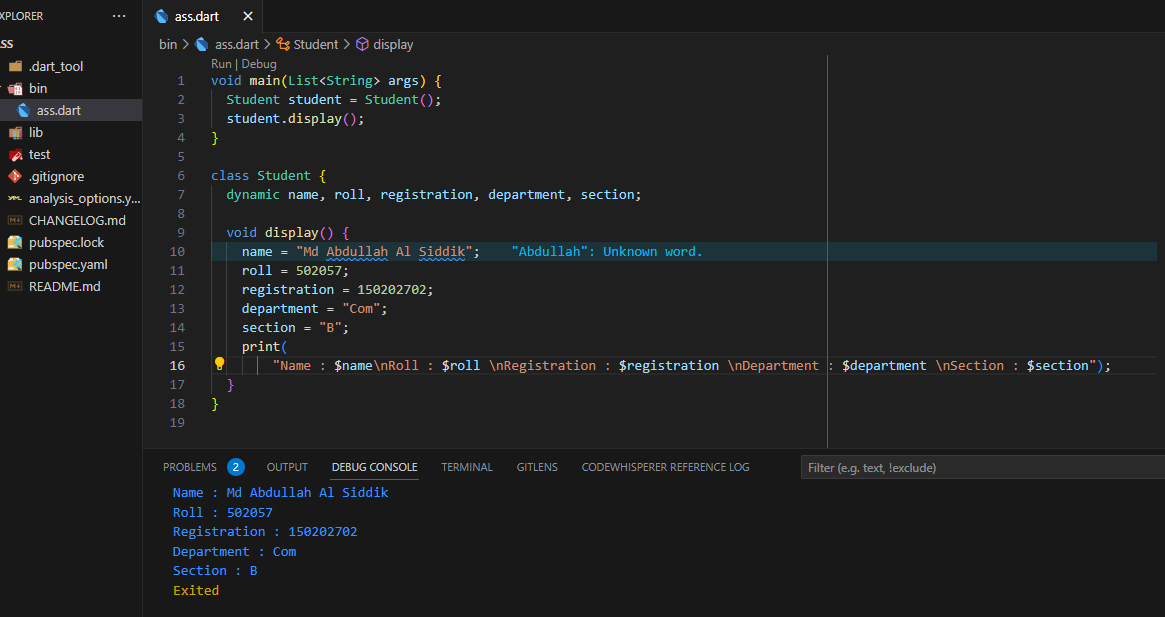 XPLORER ...
SS
.dart_tool
bin
ass.dart
lib
test
.gitignore
analysis_options.y...
CHANGELOG.md
pubspec.lock
pubspec.yaml
README.md
ass.dart
bin > ass.dart > Student > display
Run | Debug
1 void main(List<String> args) {
2   Student student = Student();
3   student.display();
4 }
5
6 class Student {
7   dynamic name, roll, registration, department, section;
8
9   void display() {
10     name = "Md Abdullah Al Siddik"; "Abdullah": Unknown word.
11     roll = 502057;
12     registration = 150202702;
13     department = "Com";
14     section = "B";
15     print(
16         "Name : $name\nRoll : $roll \nRegistration : $registration \nDepartment : $department \nSection : $section");
17   }
18 }
19
PROBLEMS 2 OUTPUT DEBUG CONSOLE TERMINAL GITLENS CODEWHISPERER REFERENCE LOG Filter (e.g. text, !exclude)
Name : Md Abdullah Al Siddik
Roll : 502057
Registration : 150202702
Department : Com
Section : B
Exited